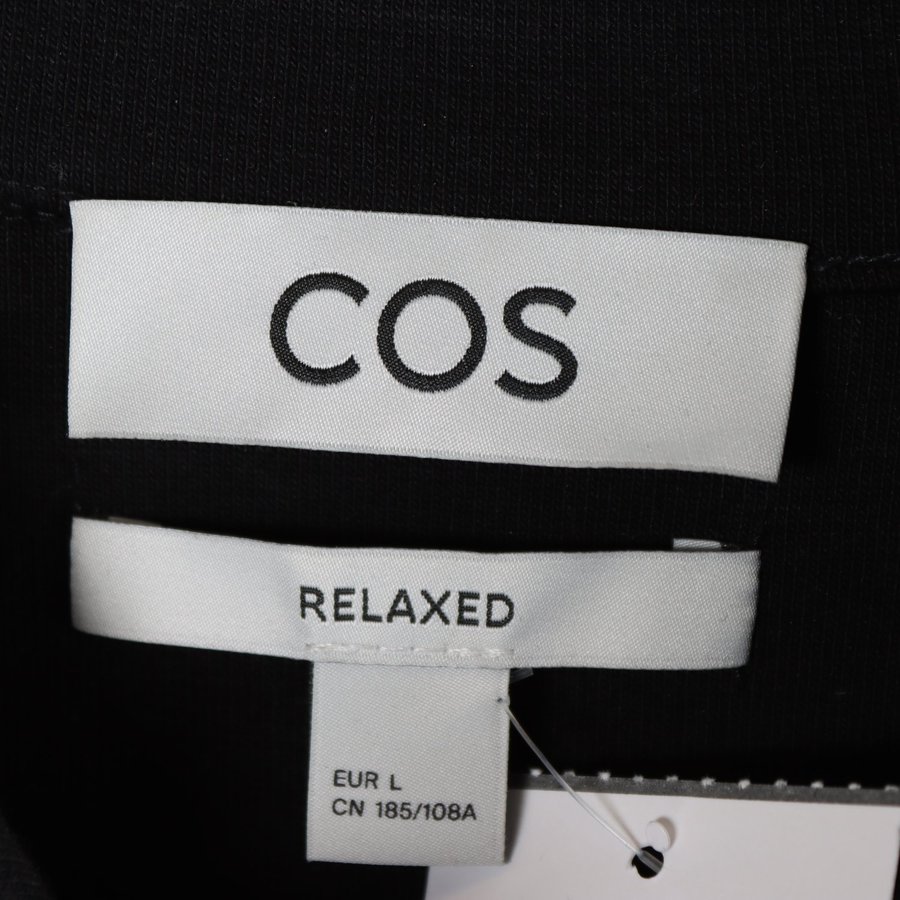 COS
RELAXED
EUR L
CN 185/108A